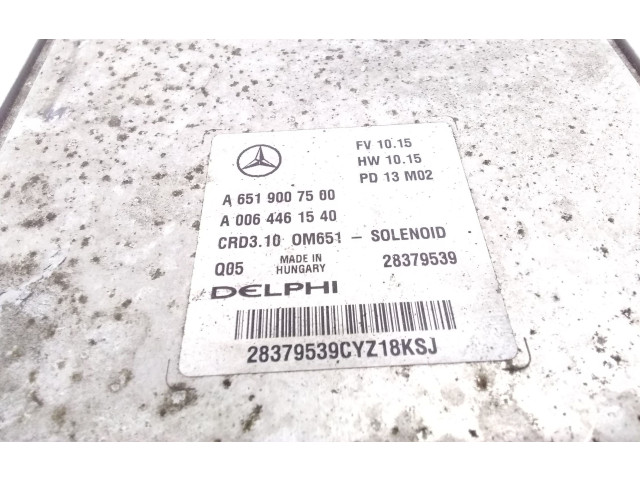 FV 10.15
HW 10.15
PD 13 M02
A 651 900 75 00
A 006 446 15 40
CRD3.10 OM651 - SOLENOID
Q05 MADE IN HUNGARY 28379539
DELPHI
28379539CYZ18KSJ